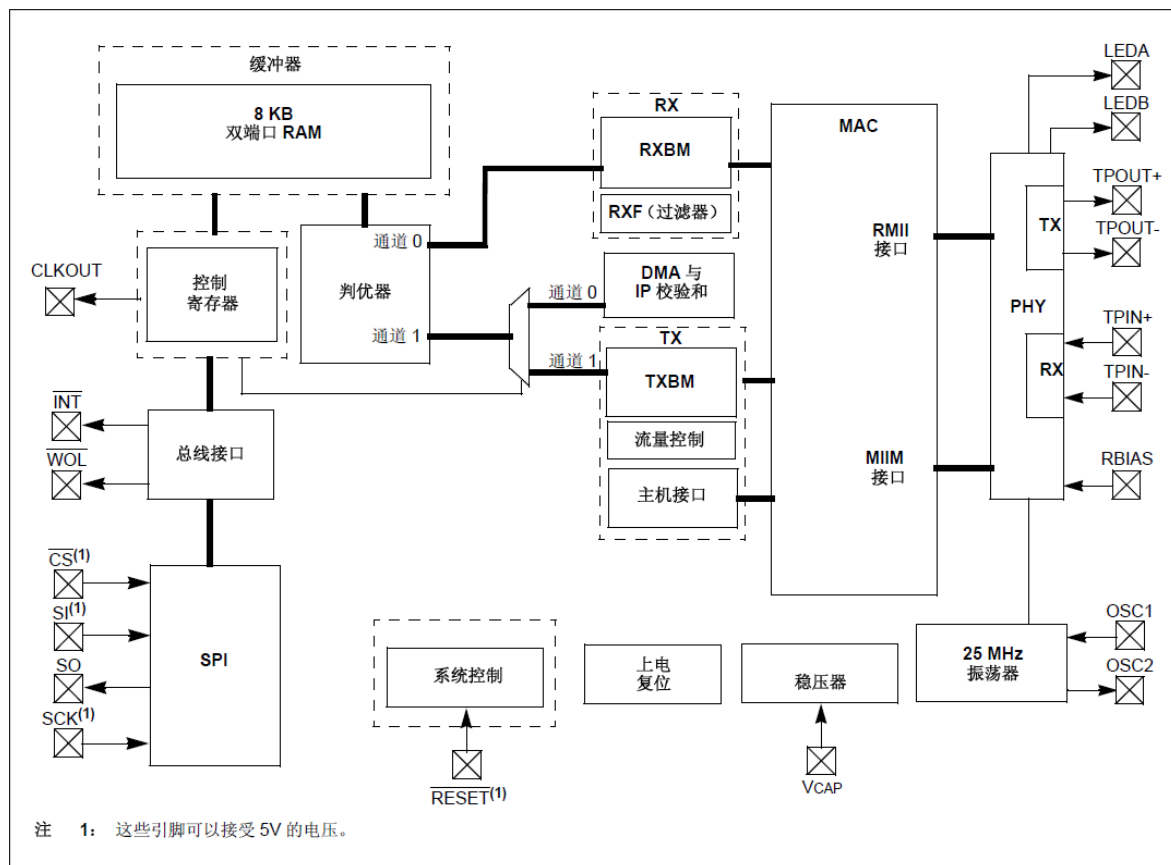 缓冲器
8 KB
双端口 RAM
控制
寄存器
CLKOUT
判优器
通道 0
通道 1
通道 0
通道 1
RX
RXBM
RXF（过滤器）
DMA 与
IP 校验和
TX
TXBM
流量控制
主机接口
MAC
RMII
接口
MIIM
接口
PHY
TX
RX
LEDA
LEDB
TPOUT+
TPOUT-
TPIN+
TPIN-
RBIAS
INT
WOL
总线接口
CS(1)
SI(1)
SO
SCK(1)
SPI
系统控制
RESET(1)
上电
复位
稳压器
VCAP
25 MHz
振荡器
OSC1
OSC2
注 1： 这些引脚可以接受 5V 的电压。